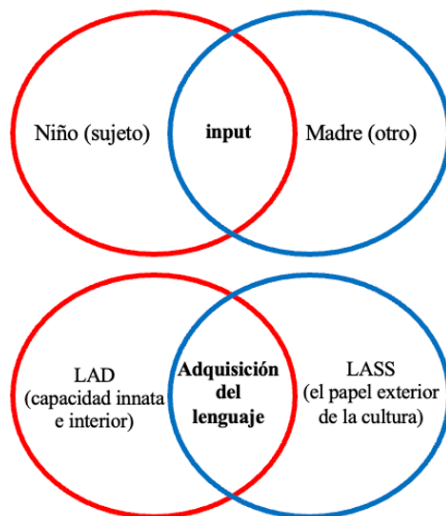 Niño (sujeto)
input
Madre (otro)
LAD
(capacidad innata
e interior)
Adquisición
del
lenguaje
LASS
(el papel exterior
de la cultura)